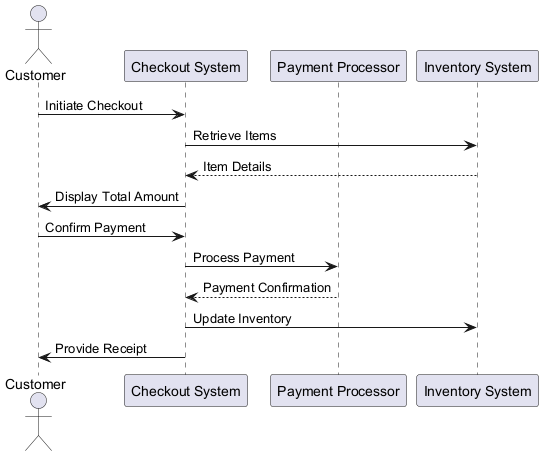 Customer
Checkout System
Payment Processor
Inventory System
Initiate Checkout
Retrieve Items
Item Details
Display Total Amount
Confirm Payment
Process Payment
Payment Confirmation
Update Inventory
Provide Receipt
Customer
Checkout System
Payment Processor
Inventory System